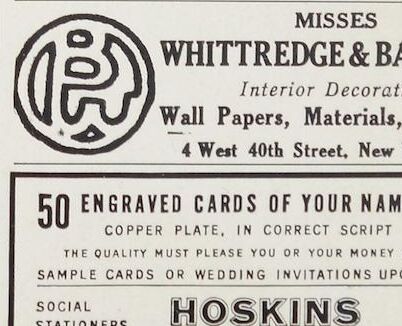 MISSES
WHITTREDGE & BA
Interior Decorat
Wall Papers, Materials,
4 West 40th Street, New
50 ENGRAVED CARDS OF YOUR NAM
COPPER PLATE, IN CORRECT SCRIPT
THE QUALITY MUST PLEASE YOU OR YOUR MONEY
SAMPLE CARDS OR WEDDING INVITATIONS UPO
SOCIAL
STATIONERS
HOSKINS